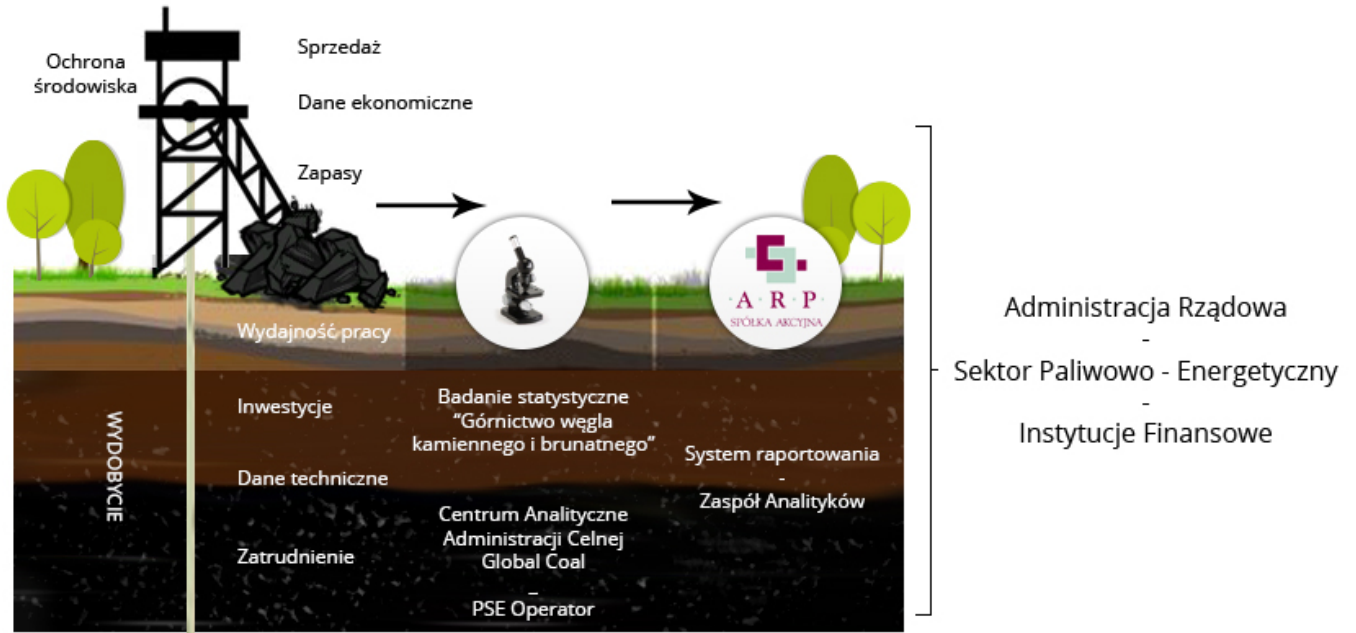 Ochrona
środowiska
Sprzedaż
Dane ekonomiczne
Zapasy
Wydajność pracy
Inwestycje
Dane techniczne
Zatrudnienie
WYDOBYCIE
Badanie statystyczne
“Górnictwo węgla
kamiennego i brunatnego”
Centrum Analityczne
Administracji Celnej
Global Coal
–
PSE Operator
A·R·P·
SPÓŁKA AKCYJNA
System raportowania
-
Zaspół Analityków
Administracja Rządowa
-
Sektor Paliwowo - Energetyczny
-
Instytucje Finansowe